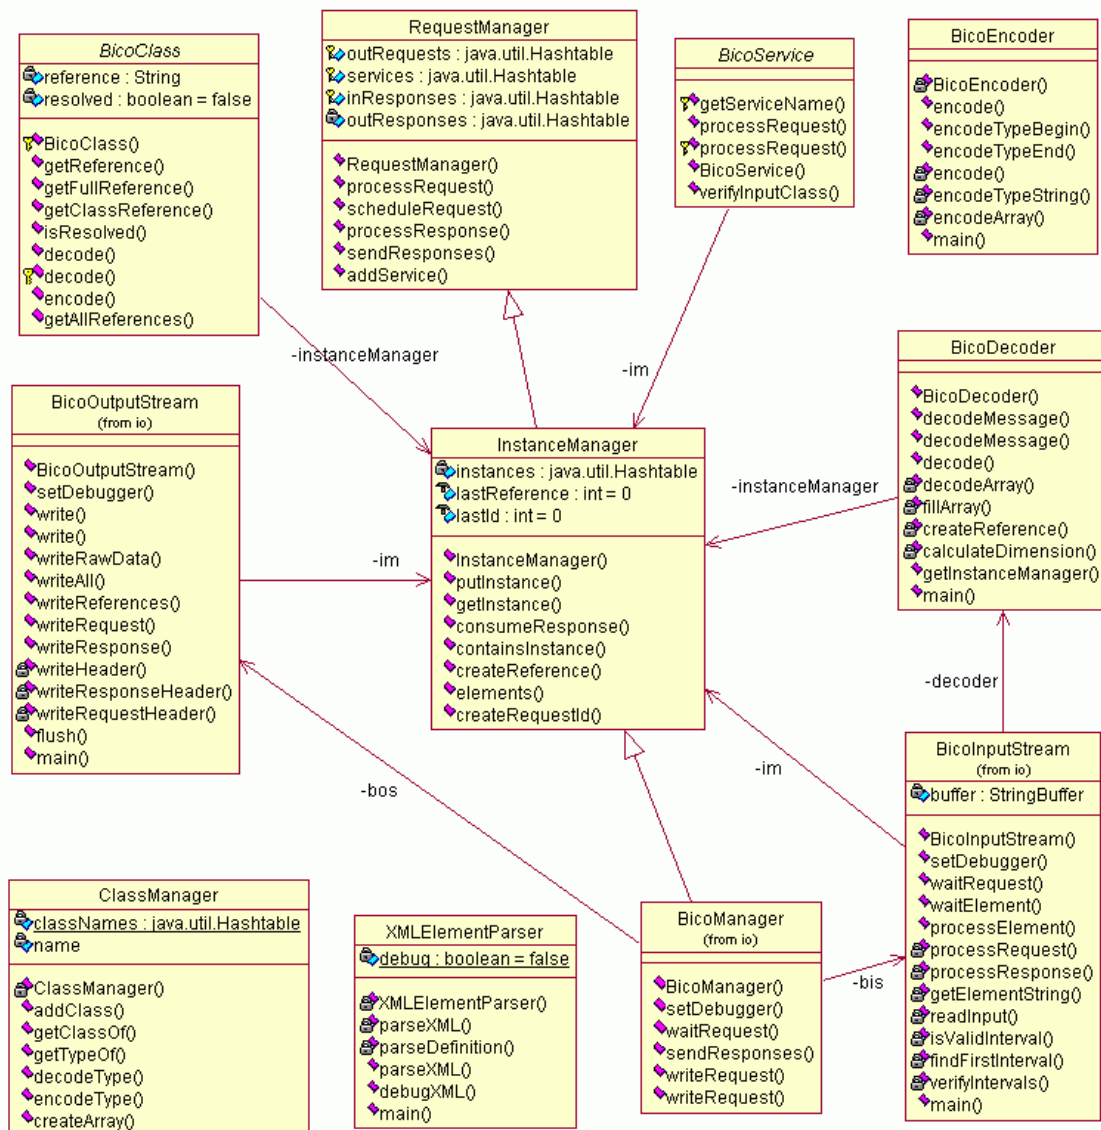 BicoClass
reference : String
resolved : boolean = false
BicoClass()
getReference()
getFullReference()
getClassReference()
isResolved()
decode()
decode()
encode()
getAllReferences()
RequestManager
outRequests : java.util.Hashtable
services : java.util.Hashtable
inResponses : java.util.Hashtable
outResponses : java.util.Hashtable
RequestManager()
processRequest()
scheduleRequest()
processResponse()
sendResponses()
addService()
BicoService
getServiceName()
processRequest()
processRequest()
BicoService()
verifyInputClass()
BicoEncoder
BicoEncoder()
encode()
encodeTypeBegin()
encodeTypeEnd()
encode()
encodeTypeString()
encodeArray()
main()
-instanceManager
-im
BicoOutputStream
(from io)
BicoOutputStream()
setDebugger()
write()
write()
writeRawData()
writeAll()
writeReferences()
writeRequest()
writeResponse()
writeHeader()
writeResponseHeader()
writeRequestHeader()
flush()
main()
-im
InstanceManager
instances : java.util.Hashtable
lastReference : int = 0
lastId : int = 0
InstanceManager()
putInstance()
getInstance()
consumeResponse()
containsInstance()
createReference()
elements()
createRequestId()
-instanceManager
BicoDecoder
BicoDecoder()
decodeMessage()
decodeMessage()
decode()
decodeArray()
fillArray()
createReference()
calculateDimension()
getInstanceManager()
main()
-decoder
-im
-bos
BicoInputStream
(from io)
buffer : StringBuffer
BicoInputStream()
setDebugger()
waitRequest()
waitElement()
processElement()
processRequest()
processResponse()
getElementString()
readInput()
isValidInterval()
findFirstInterval()
verifyIntervals()
main()
ClassManager
classNames : java.util.Hashtable
name
ClassManager()
addClass()
getClassOf()
getTypeOf()
decodeType()
encodeType()
createArray()
XMLElementParser
debug : boolean = false
XMLElementParser()
parseXML()
parseDefinition()
parseXML()
debugXML()
main()
BicoManager
(from io)
BicoManager()
setDebugger()
waitRequest()
sendResponses()
writeRequest()
writeRequest()
-bis